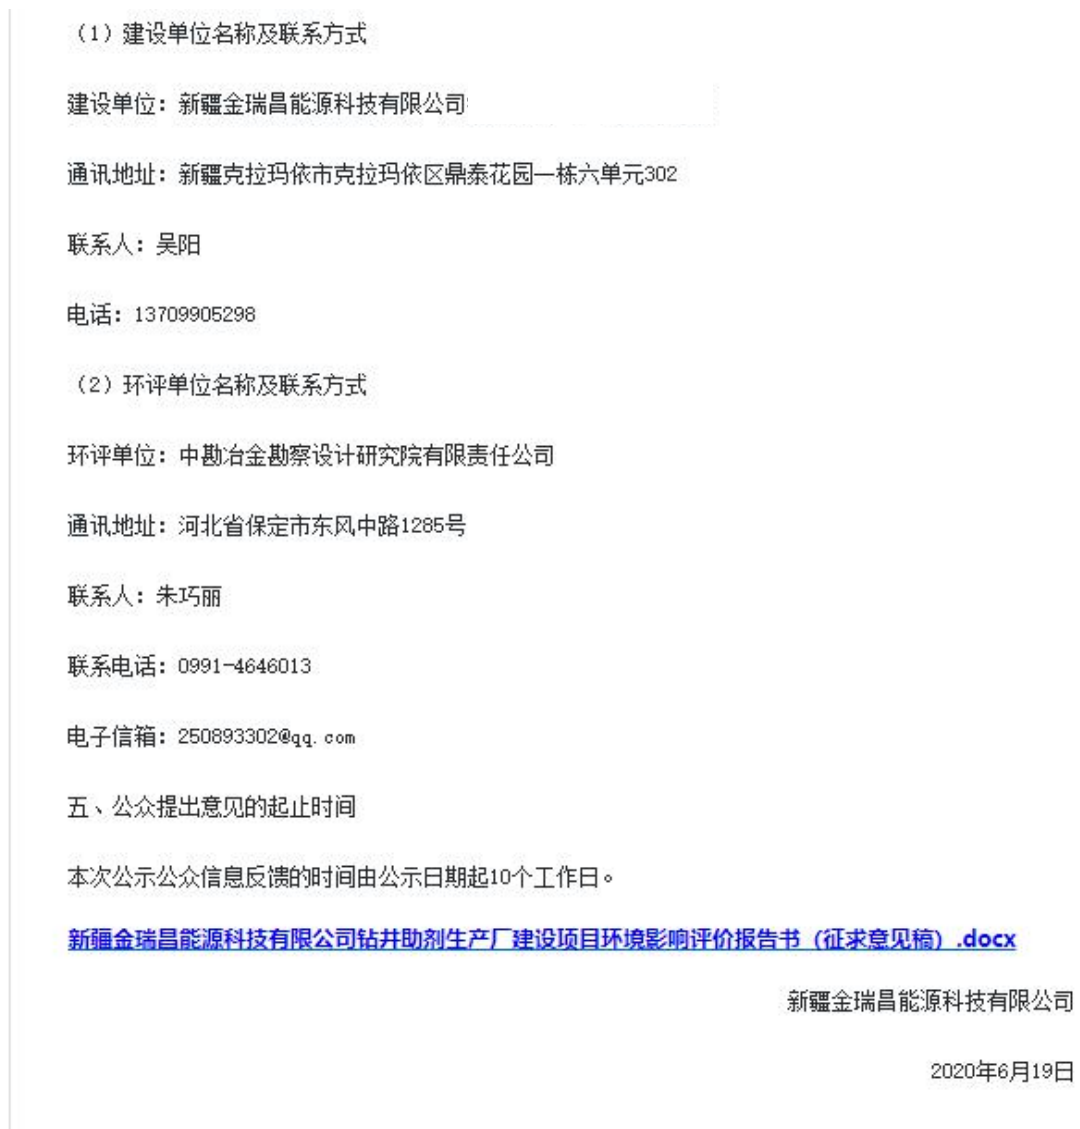 （1）建设单位名称及联系方式
建设单位：新疆金瑞昌能源科技有限公司
通讯地址：新疆克拉玛依市克拉玛依区鼎泰花园一栋六单元302
联系人：吴阳
电话：13709905298
（2）环评单位名称及联系方式
环评单位：中勘冶金勘察设计研究院有限责任公司
通讯地址：河北省保定市东风中路1285号
联系人：朱巧丽
联系电话：0991-4646013
电子信箱：250893302@qq.com
五、公众提出意见的起止时间
本次公示公众信息反馈的时间由公示日期起10个工作日。
新疆金瑞昌能源科技有限公司钻井助剂生产厂建设项目环境影响评价报告书（征求意见稿）.docx
新疆金瑞昌能源科技有限公司
2020年6月19日